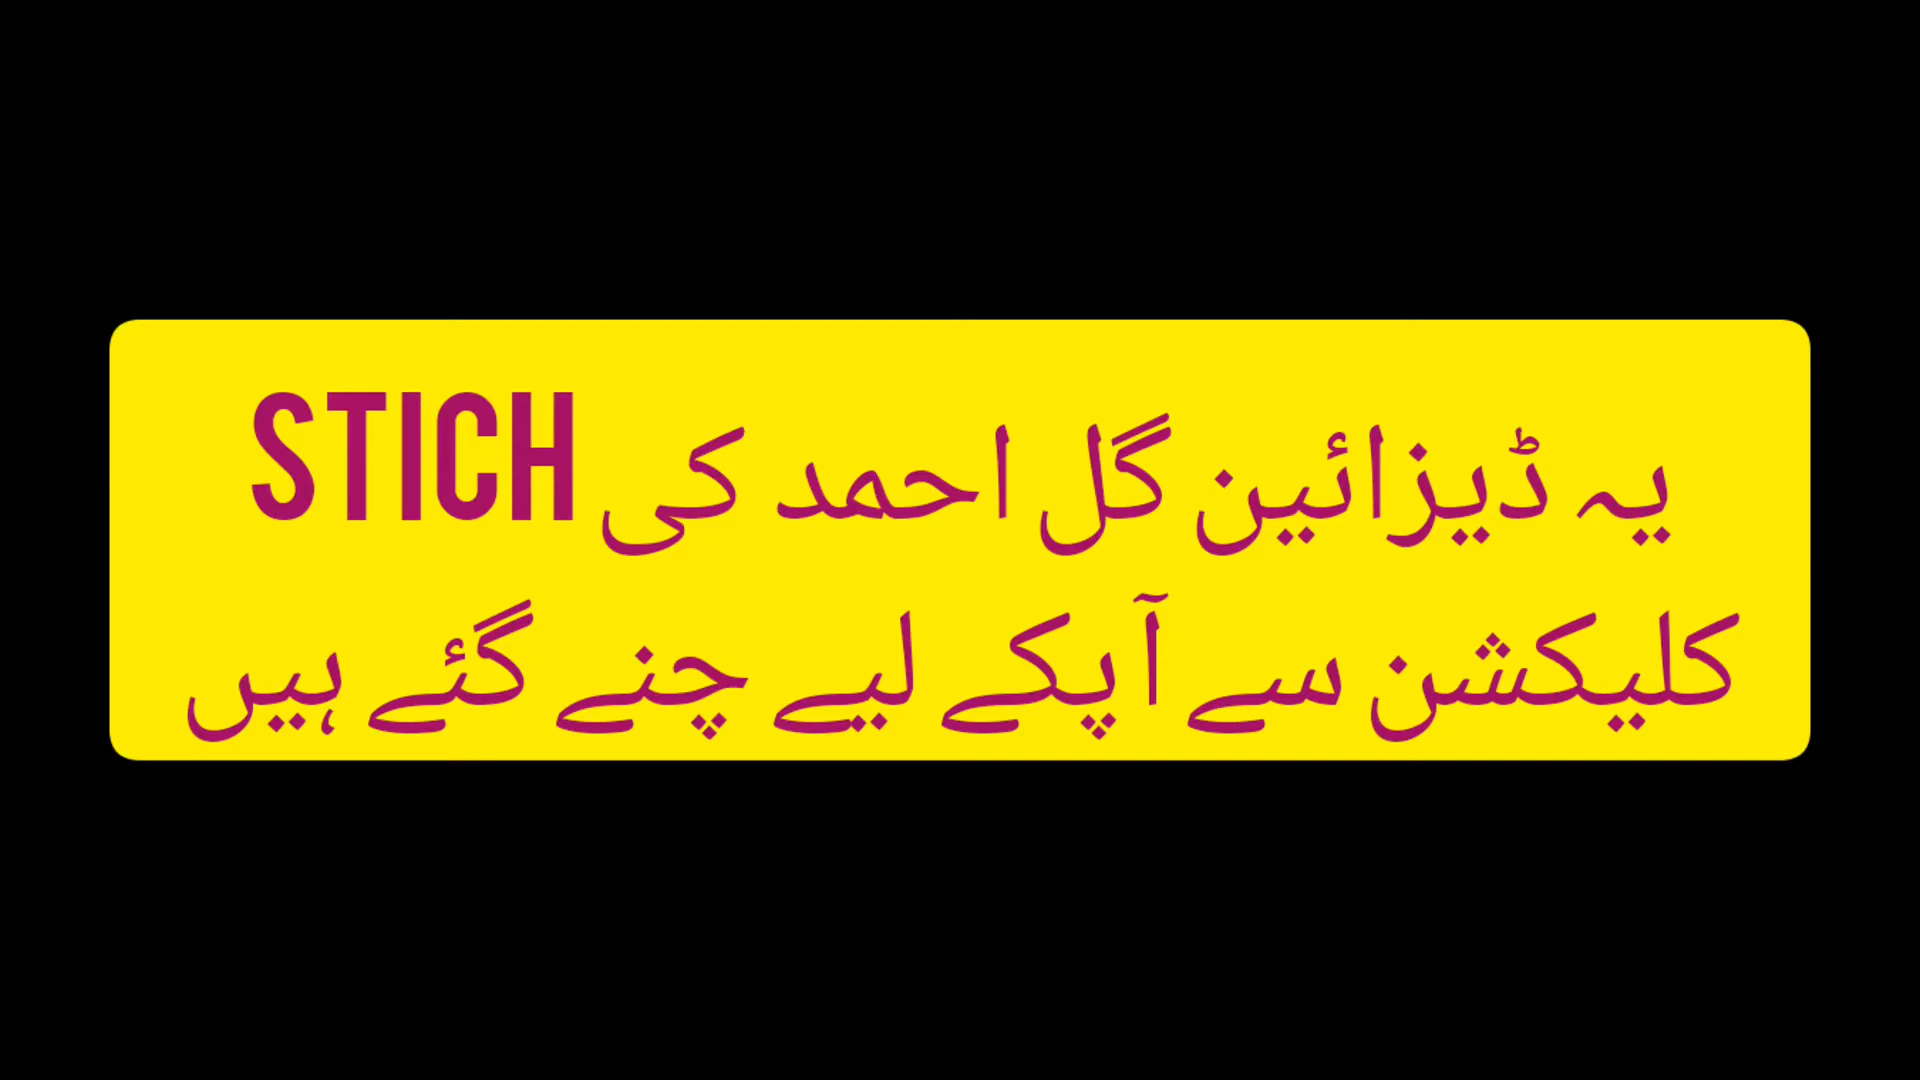 یہ ڈیزائین گل احمد کی STICH
کلیکشن سے آپکے لیے چنے گئے ہیں